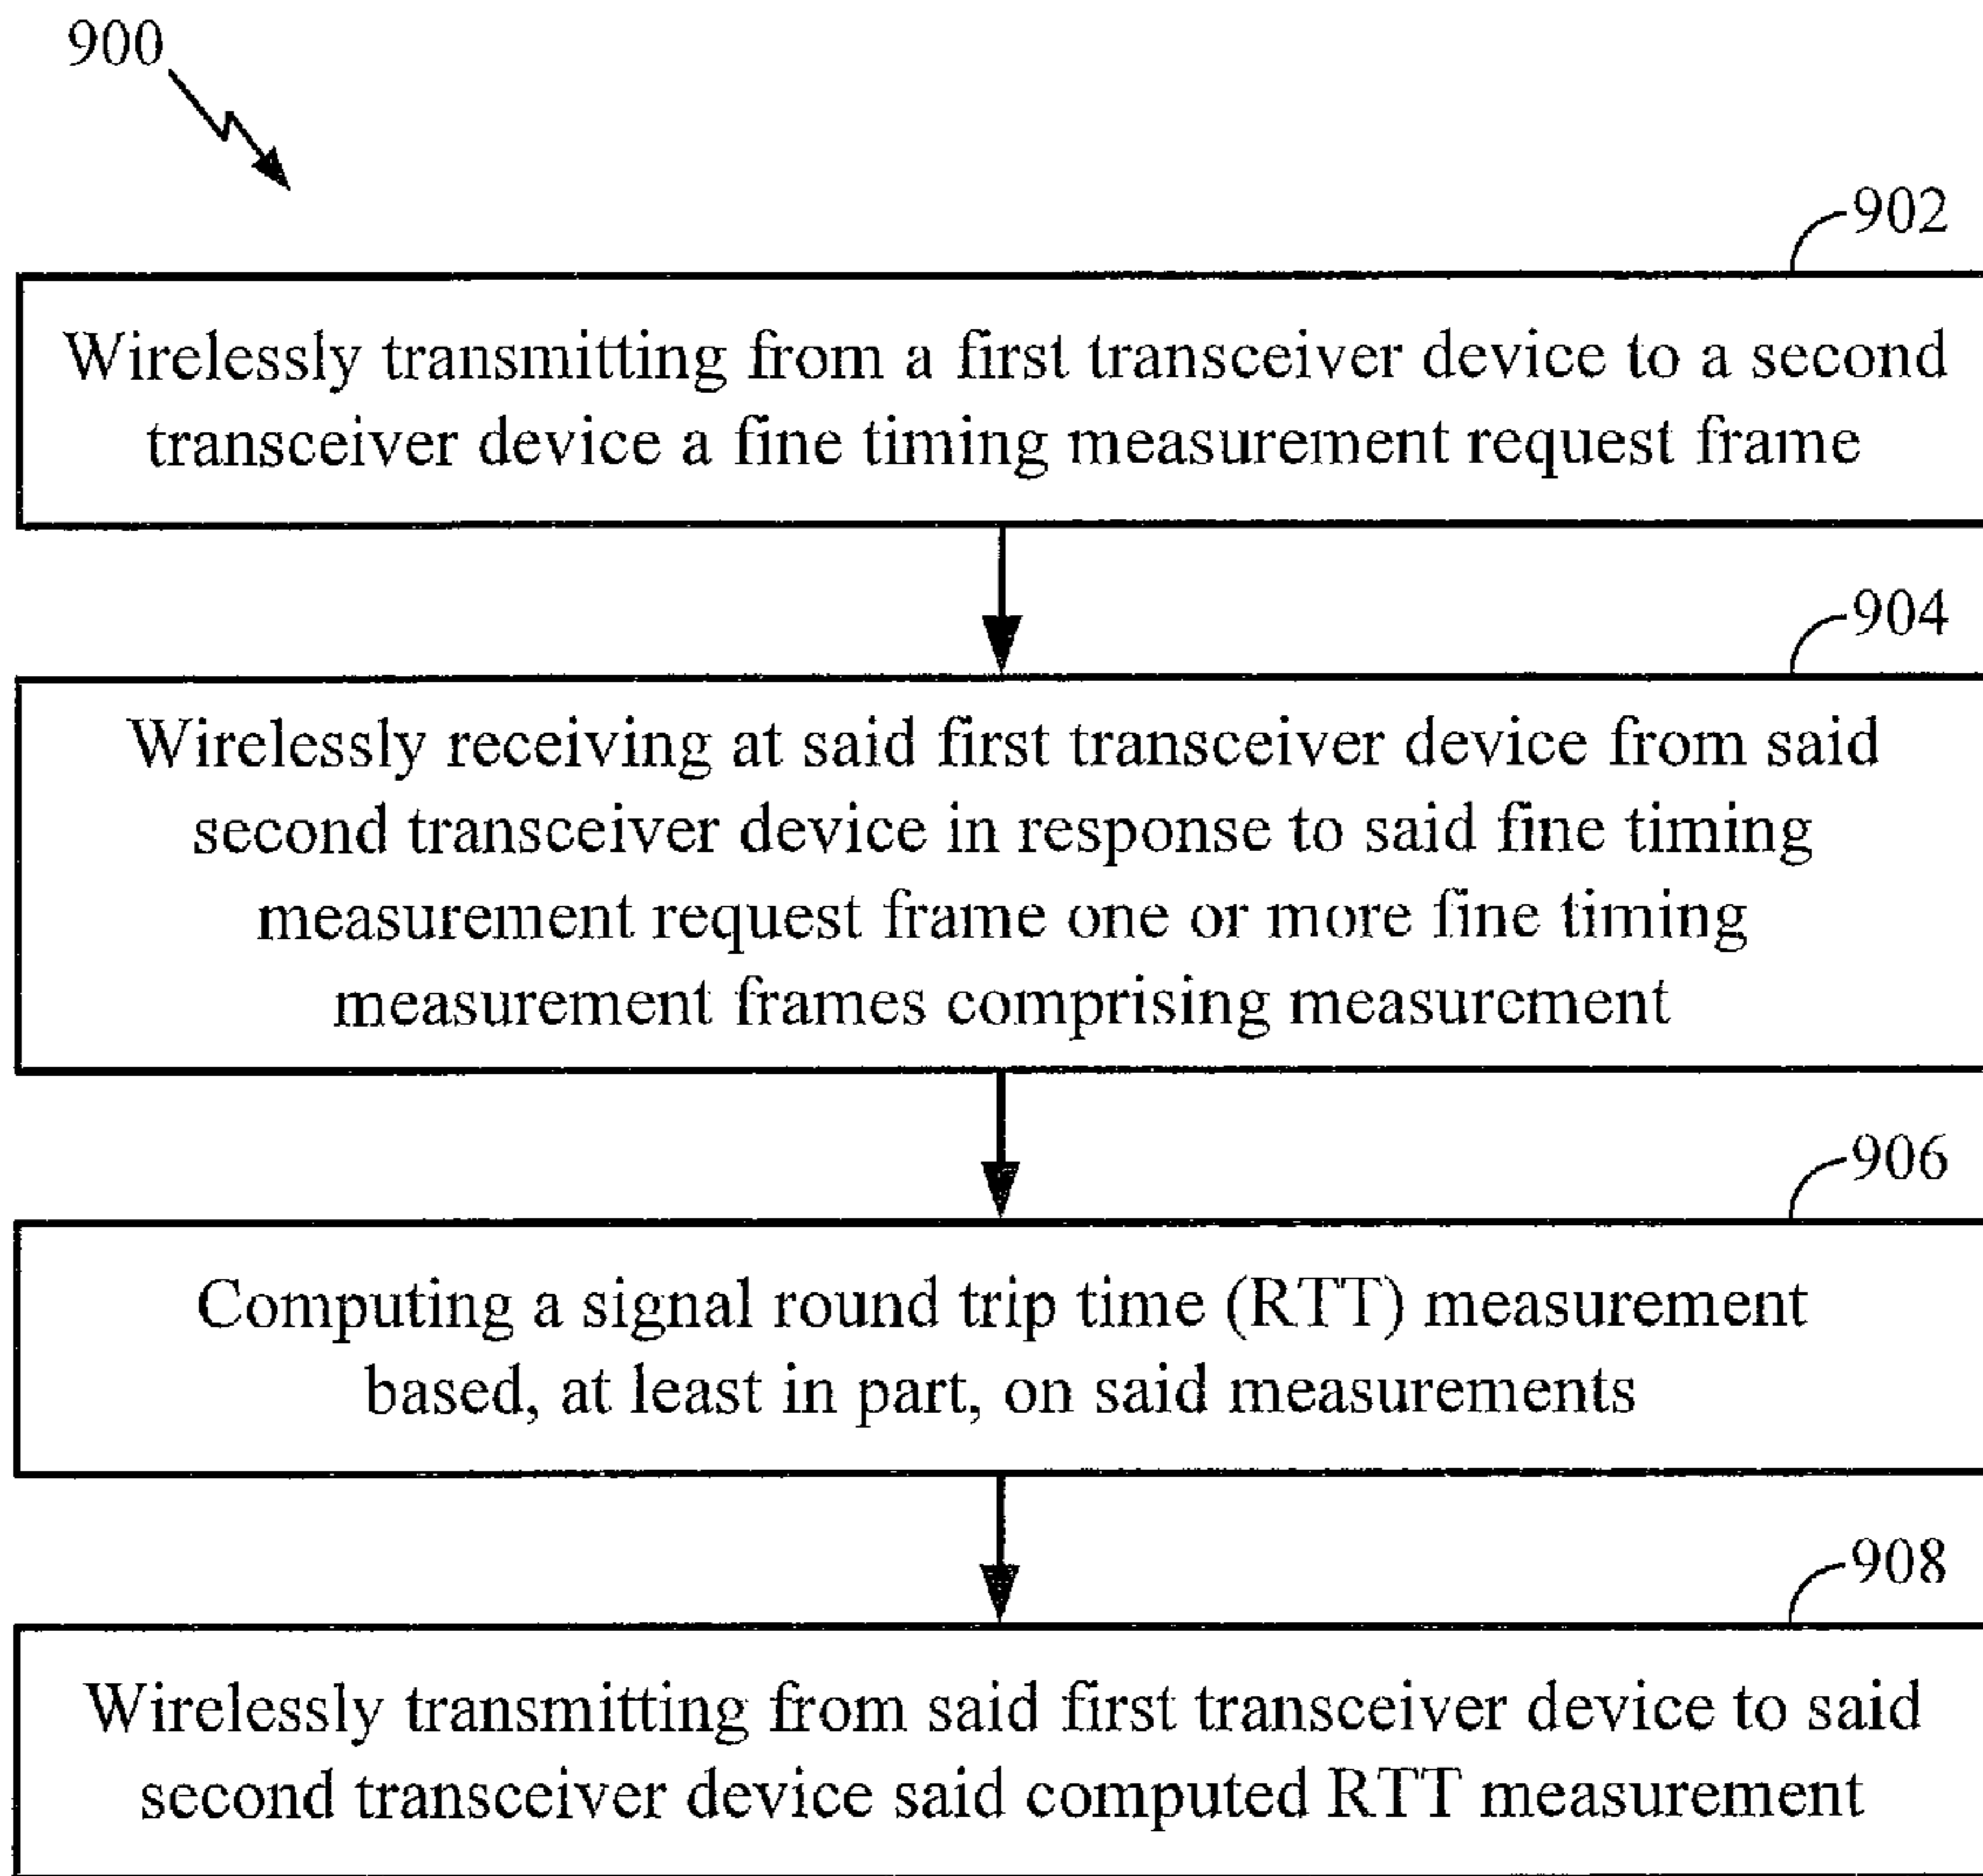 900
902
Wirelessly transmitting from a first transceiver device to a second
transceiver device a fine timing measurement request frame
904
Wirelessly receiving at said first transceiver device from said
second transceiver device in response to said fine timing
measurement request frame one or more fine timing
measurement frames comprising measurement
906
Computing a signal round trip time (RTT) measurement
based, at least in part, on said measurements
908
Wirelessly transmitting from said first transceiver device to said
second transceiver device said computed RTT measurement